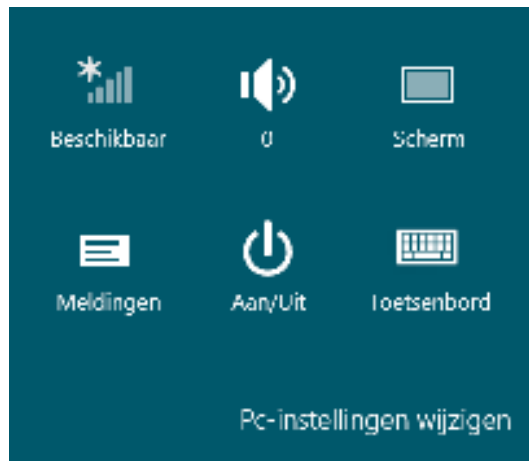 Beschikbaar 0 Scherm
Meldingen Aan/Uit Toetsenbord
Pc-instellingen wijzigen